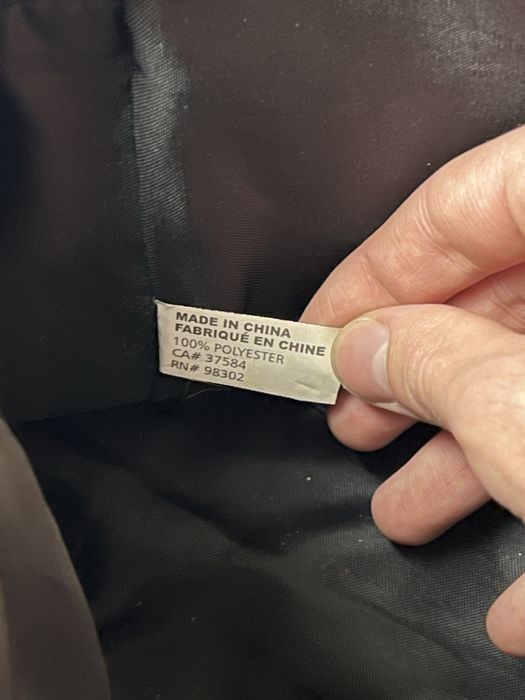 MADE IN CHINA
FABRIQUÉ EN CHINE
100% POLYESTER
CA# 37584
RN# 98302